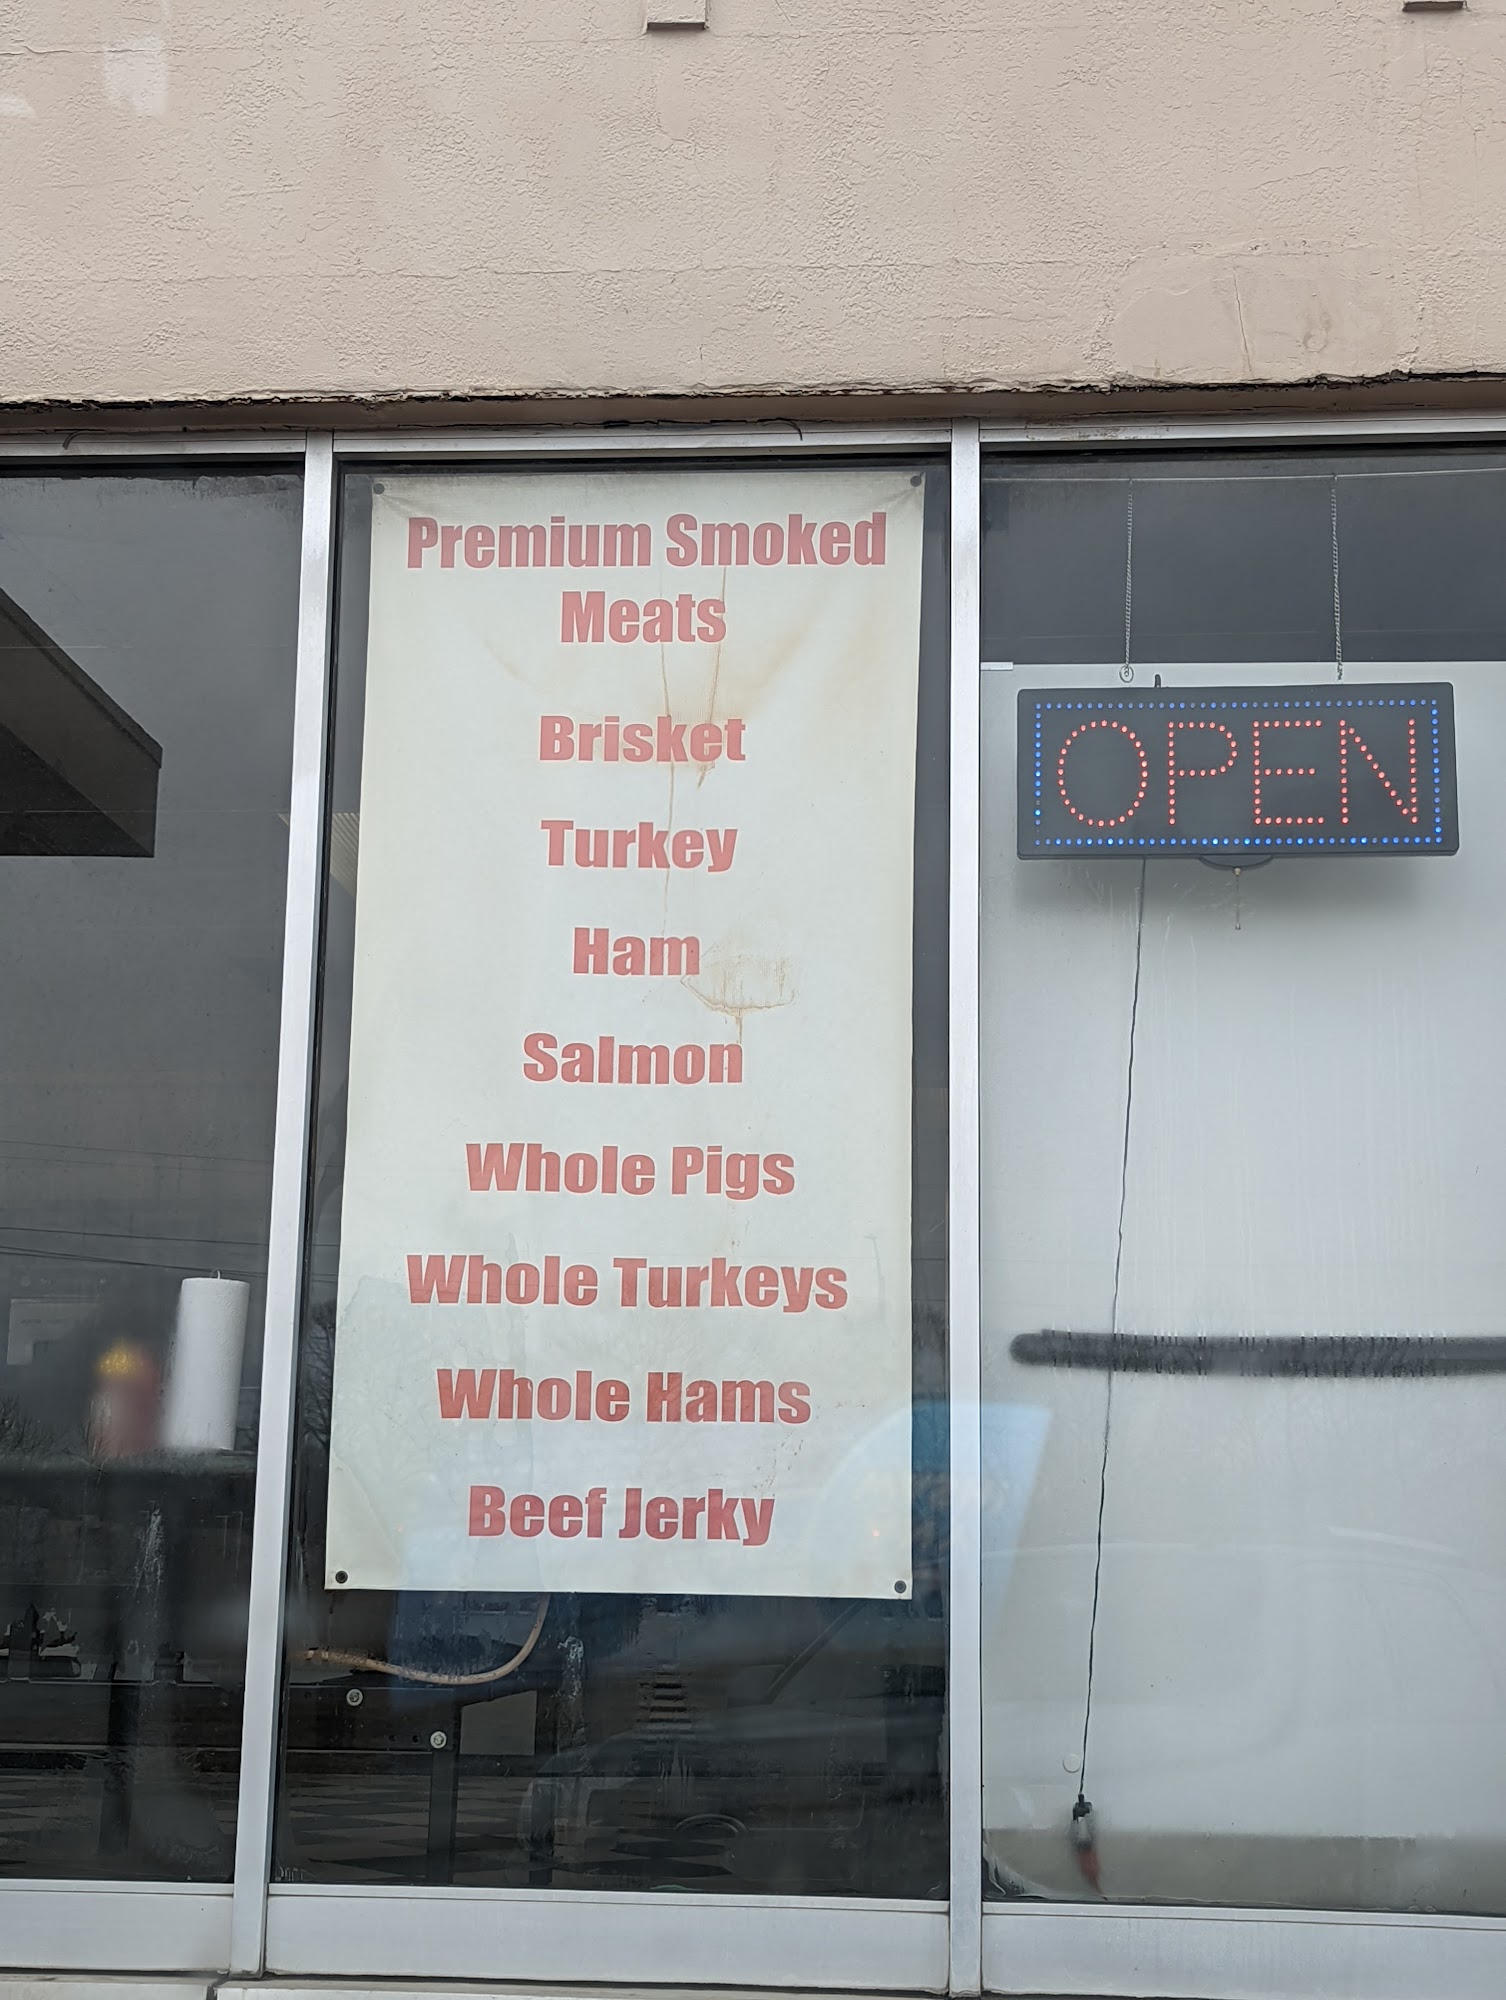 Premium Smoked
Meats
Brisket
Turkey
Ham
Salmon
Whole Pigs
Whole Turkeys
Whole Hams
Beef Jerky
OPEN